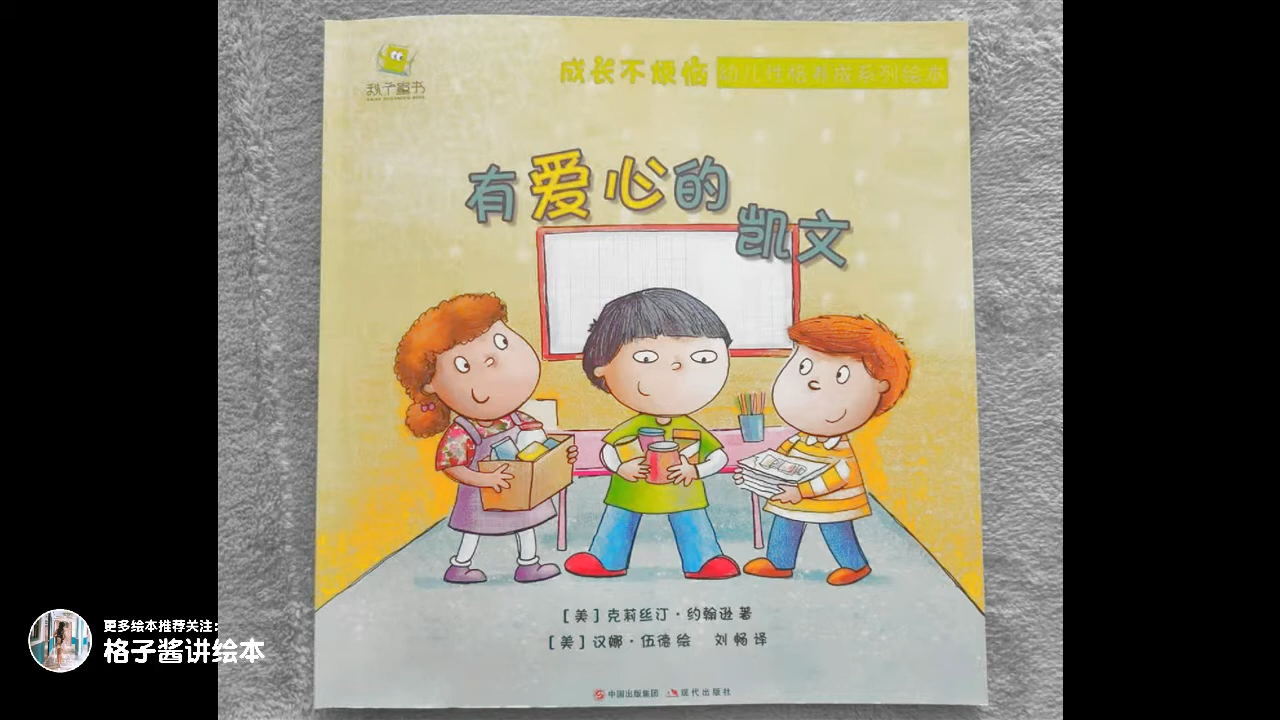 秋千童书
成长不烦恼 幼儿性格养成系列绘本
有爱心的
凯文
[美] 克莉丝汀·约翰逊 著
[美] 汉娜·伍德 绘 刘畅 译
中国出版集团 现代出版社
更多绘本推荐关注:
格子酱讲绘本